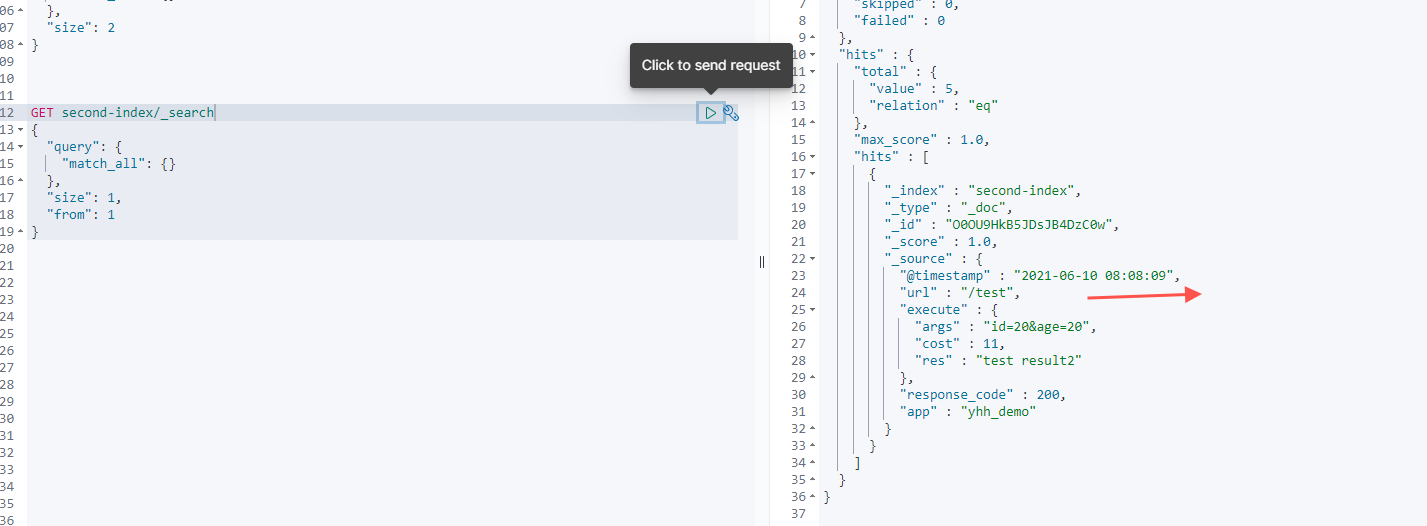 06
},
07 "size": 2
08 }
09
10
11
12 GET second-index/_search
13 {
14 "query": {
15 "match_all": {}
16 },
17 "size": 1,
18 "from": 1
19 }
20
21
22
23
24
25
26
27
28
29
30
31
32
33
34
35
36
Click to send request
7 "skipped" : 0,
8 "failed" : 0
9 },
10 "hits" : {
11 "total" : {
12 "value" : 5,
13 "relation" : "eq"
14 },
15 "max_score" : 1.0,
16 "hits" : [
17 {
18 "_index" : "second-index",
19 "_type" : "_doc",
20 "_id" : "O0OU9HkB5JDsJB4DzC0w",
21 "_score" : 1.0,
22 "_source" : {
23 "@timestamp" : "2021-06-10 08:08:09",
24 "url" : "/test",
25 "execute" : {
26 "args" : "id=20&age=20",
27 "cost" : 11,
28 "res" : "test result2"
29 },
30 "response_code" : 200,
31 "app" : "yhh_demo"
32 }
33 }
34 ]
35 }
36 }
37